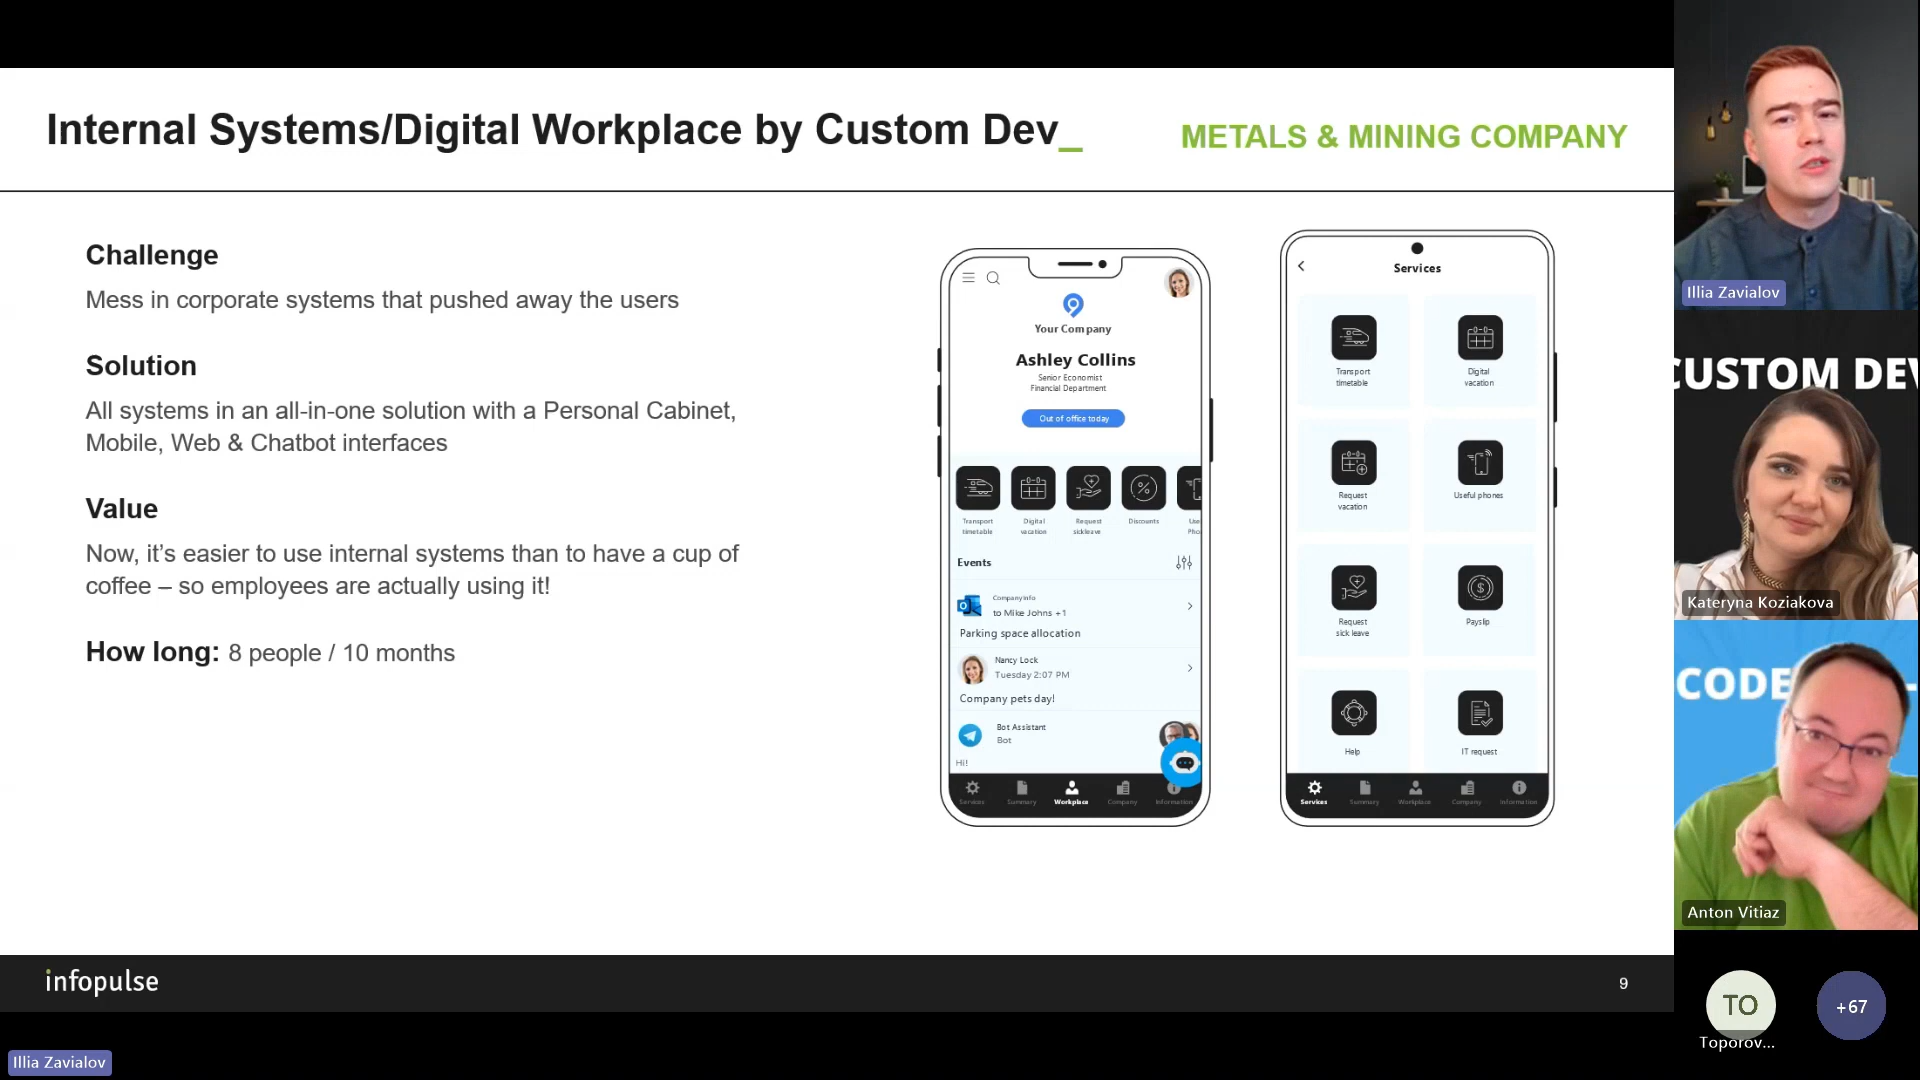 Internal Systems/Digital Workplace by Custom Dev_
METALS & MINING COMPANY
Challenge
Mess in corporate systems that pushed away the users
Solution
All systems in an all-in-one solution with a Personal Cabinet,
Mobile, Web & Chatbot interfaces
Value
Now, it’s easier to use internal systems than to have a cup of
coffee – so employees are actually using it!
How long: 8 people / 10 months
Your Company
Ashley Collins
Senior Economist
Financial Department
Out of office today
Transport
timetable
Digital
vacation
Request
sickleave
Discounts
Events
Company info
to Mike Johns +1
Parking space allocation
Nancy Lock
Tuesday 2:07 PM
Company pets day!
Bot Assistant
Bot
Hi!
Services
Summary
Workplace
Company
Information
Services
Transport
timetable
Digital
vacation
Request
vacation
Useful phones
Request
sick leave
Payslip
Help
IT request
Services
Summary
Workplace
Company
Information
infopulse
9
Illia Zavialov
Illia Zavialov
CUSTOM DEV
Kateryna Koziakova
CODE
Anton Vitiaz
TO
Toporov...
+67